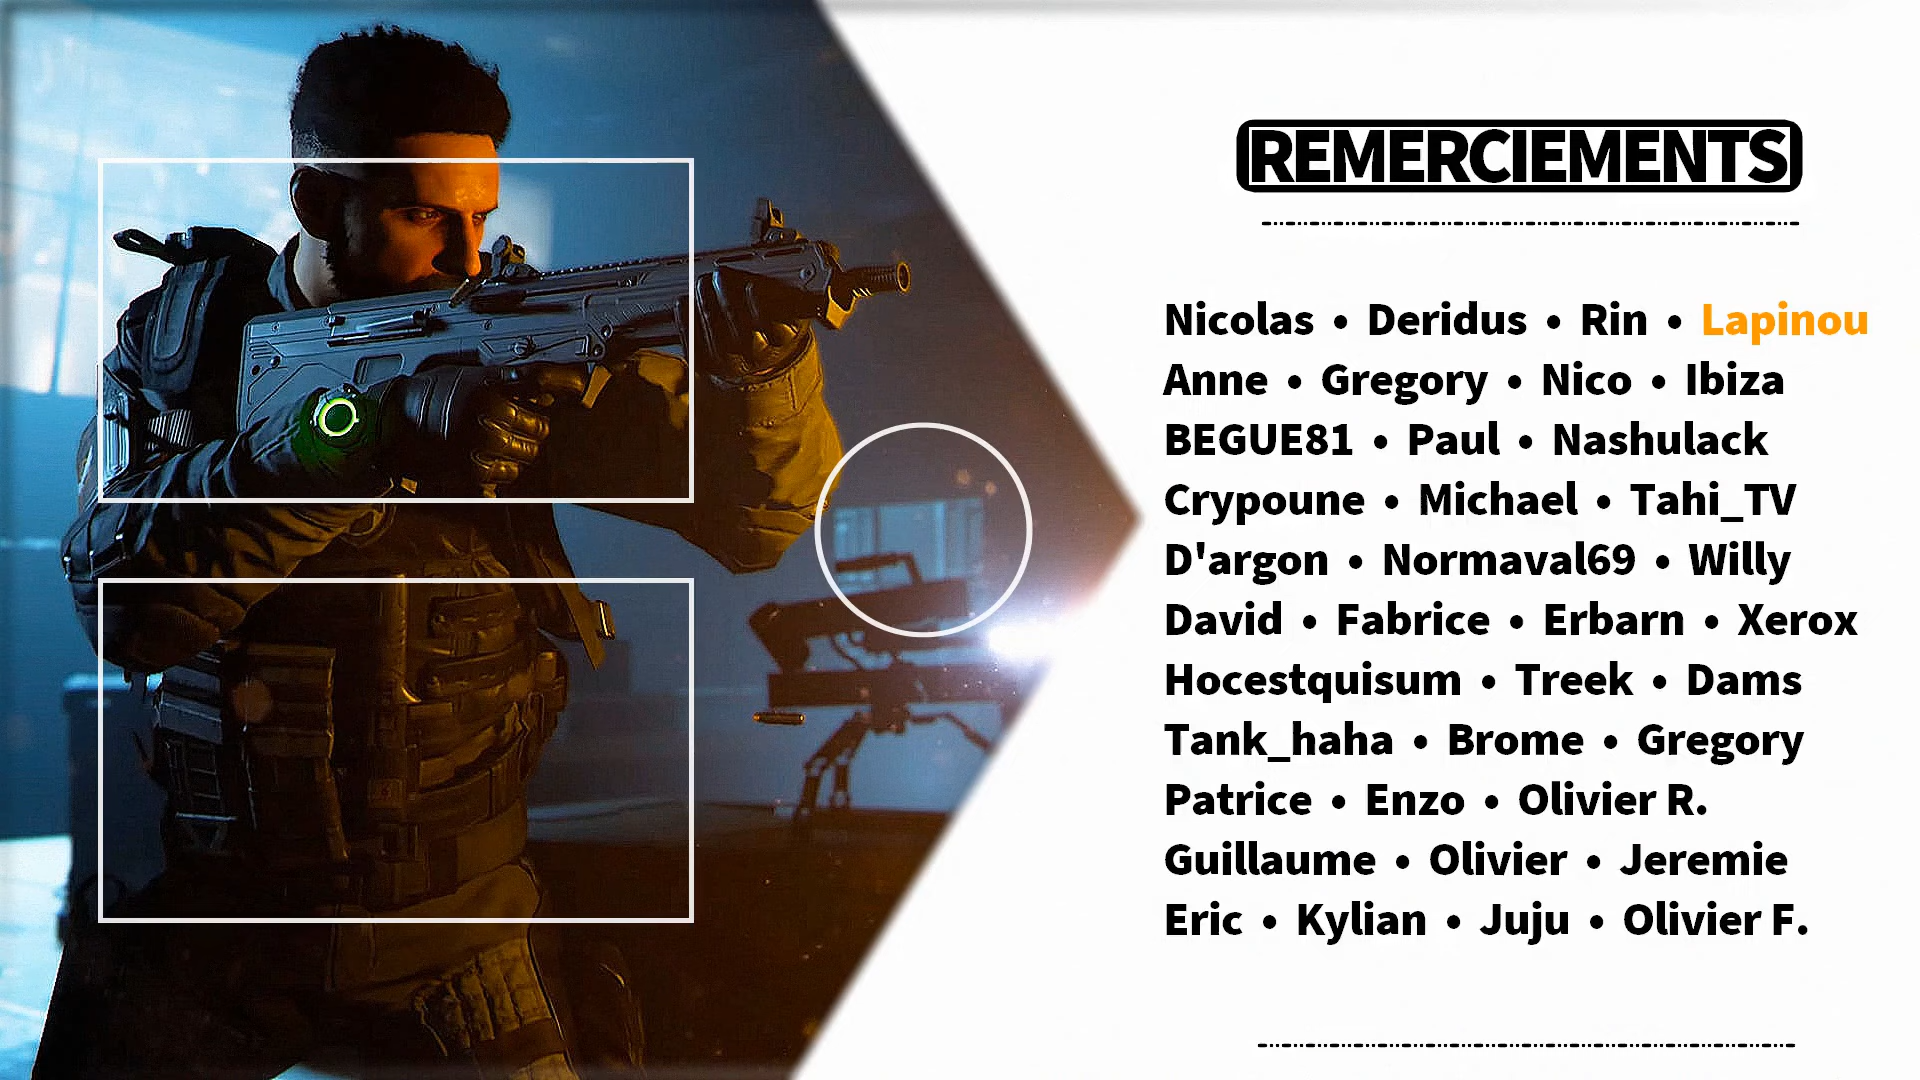 REMERCIEMENTS
Nicolas • Deridus • Rin • Lapinou
Anne • Gregory • Nico • Ibiza
BEGUE81 • Paul • Nashulack
Crypoune • Michael • Tahi_TV
D'argon • Normaval69 • Willy
David • Fabrice • Erbarn • Xerox
Hocestquisum • Treek • Dams
Tank_haha • Brome • Gregory
Patrice • Enzo • Olivier R.
Guillaume • Olivier • Jeremie
Eric • Kylian • Juju • Olivier F.